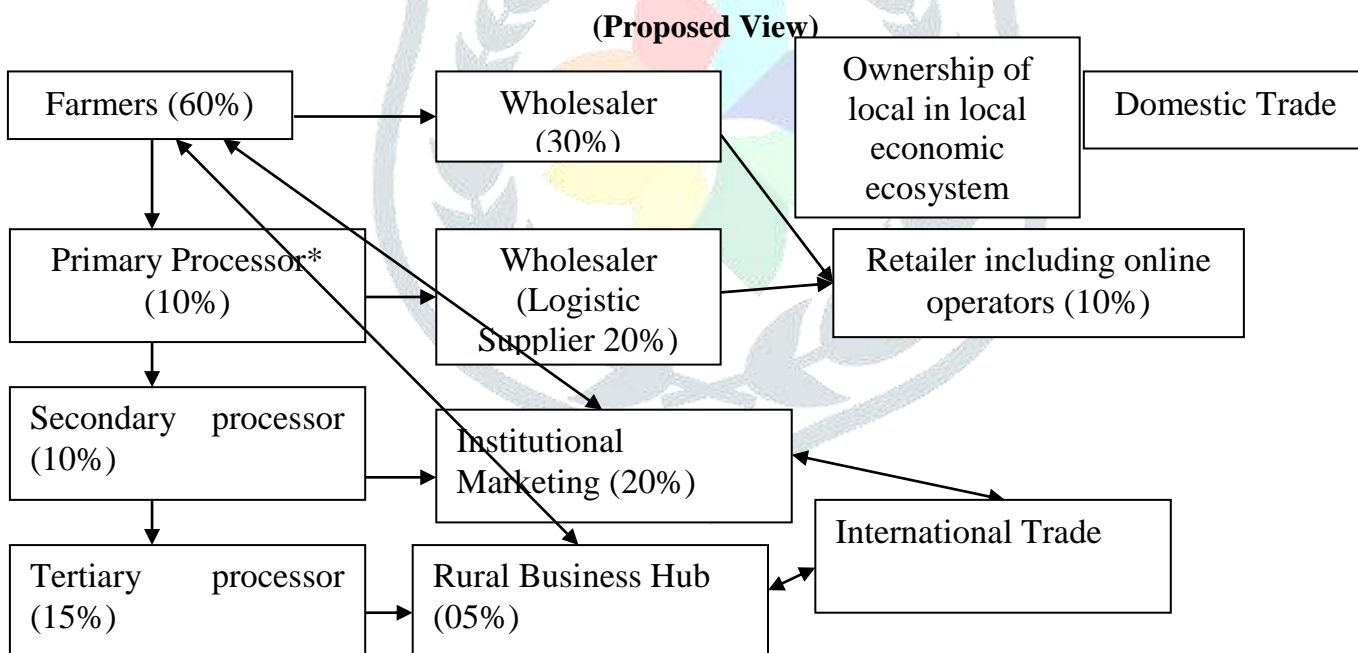 (Proposed View)
Farmers (60%)
Wholesaler
(30%)
Ownership of
local in local
economic
ecosystem
Domestic Trade
Primary Processor*
(10%)
Wholesaler
(Logistic
Supplier 20%)
Retailer including online
operators (10%)
Secondary processor
(10%)
Institutional
Marketing (20%)
International Trade
Tertiary processor
(15%)
Rural Business Hub
(05%)